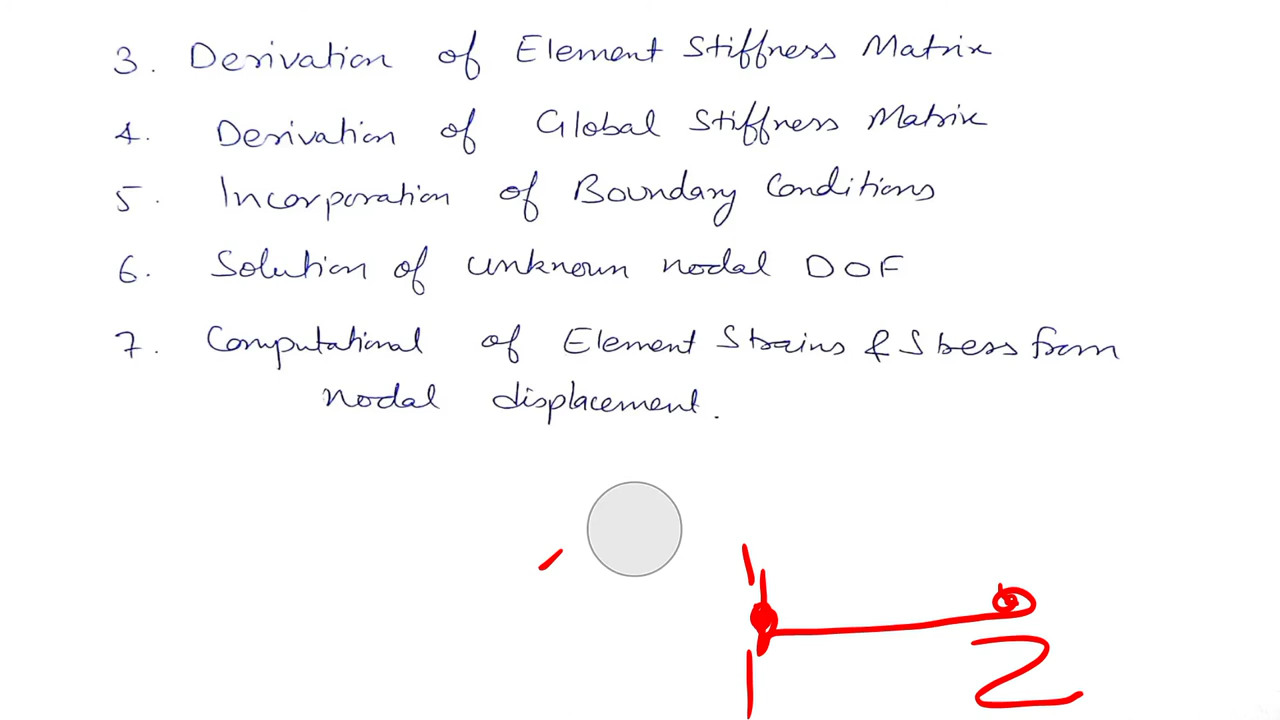 3. Derivation of Element Stiffness Matrix
4. Derivation of Global Stiffness Matrix
5. Incorporation of Boundary Conditions
6. Solution of unknown nodal DOF
7. Computational of Element Strains & Stress from
nodal displacement.
1 2